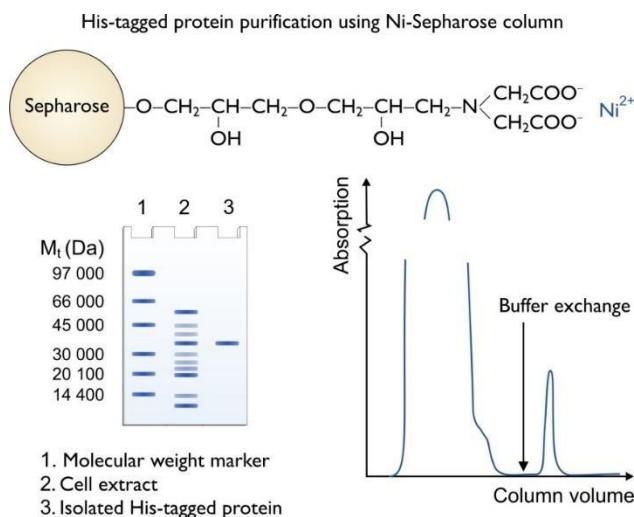 His-tagged protein purification using Ni-Sepharose column
Sepharose
O–CH₂–CH–CH₂–O–CH₂–CH–CH₂–N
CH₂COO⁻
CH₂COO⁻
Ni²⁺
OH
OH
1 2 3
Mₜ (Da)
97 000
66 000
45 000
30 000
20 100
14 400
1. Molecular weight marker
2. Cell extract
3. Isolated His-tagged protein
Absorption
Buffer exchange
Column volume